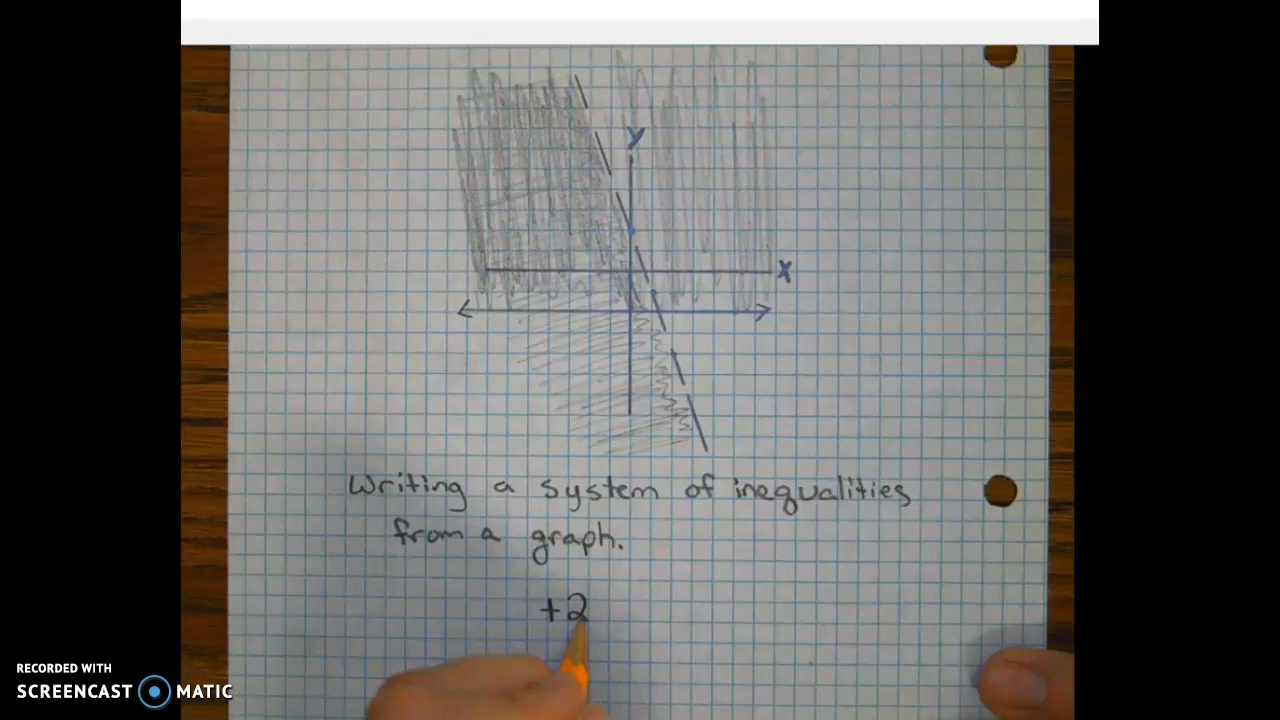 Y
X
Writing a system of inequalities
from a graph.
+2
RECORDED WITH
SCREENCAST MATIC